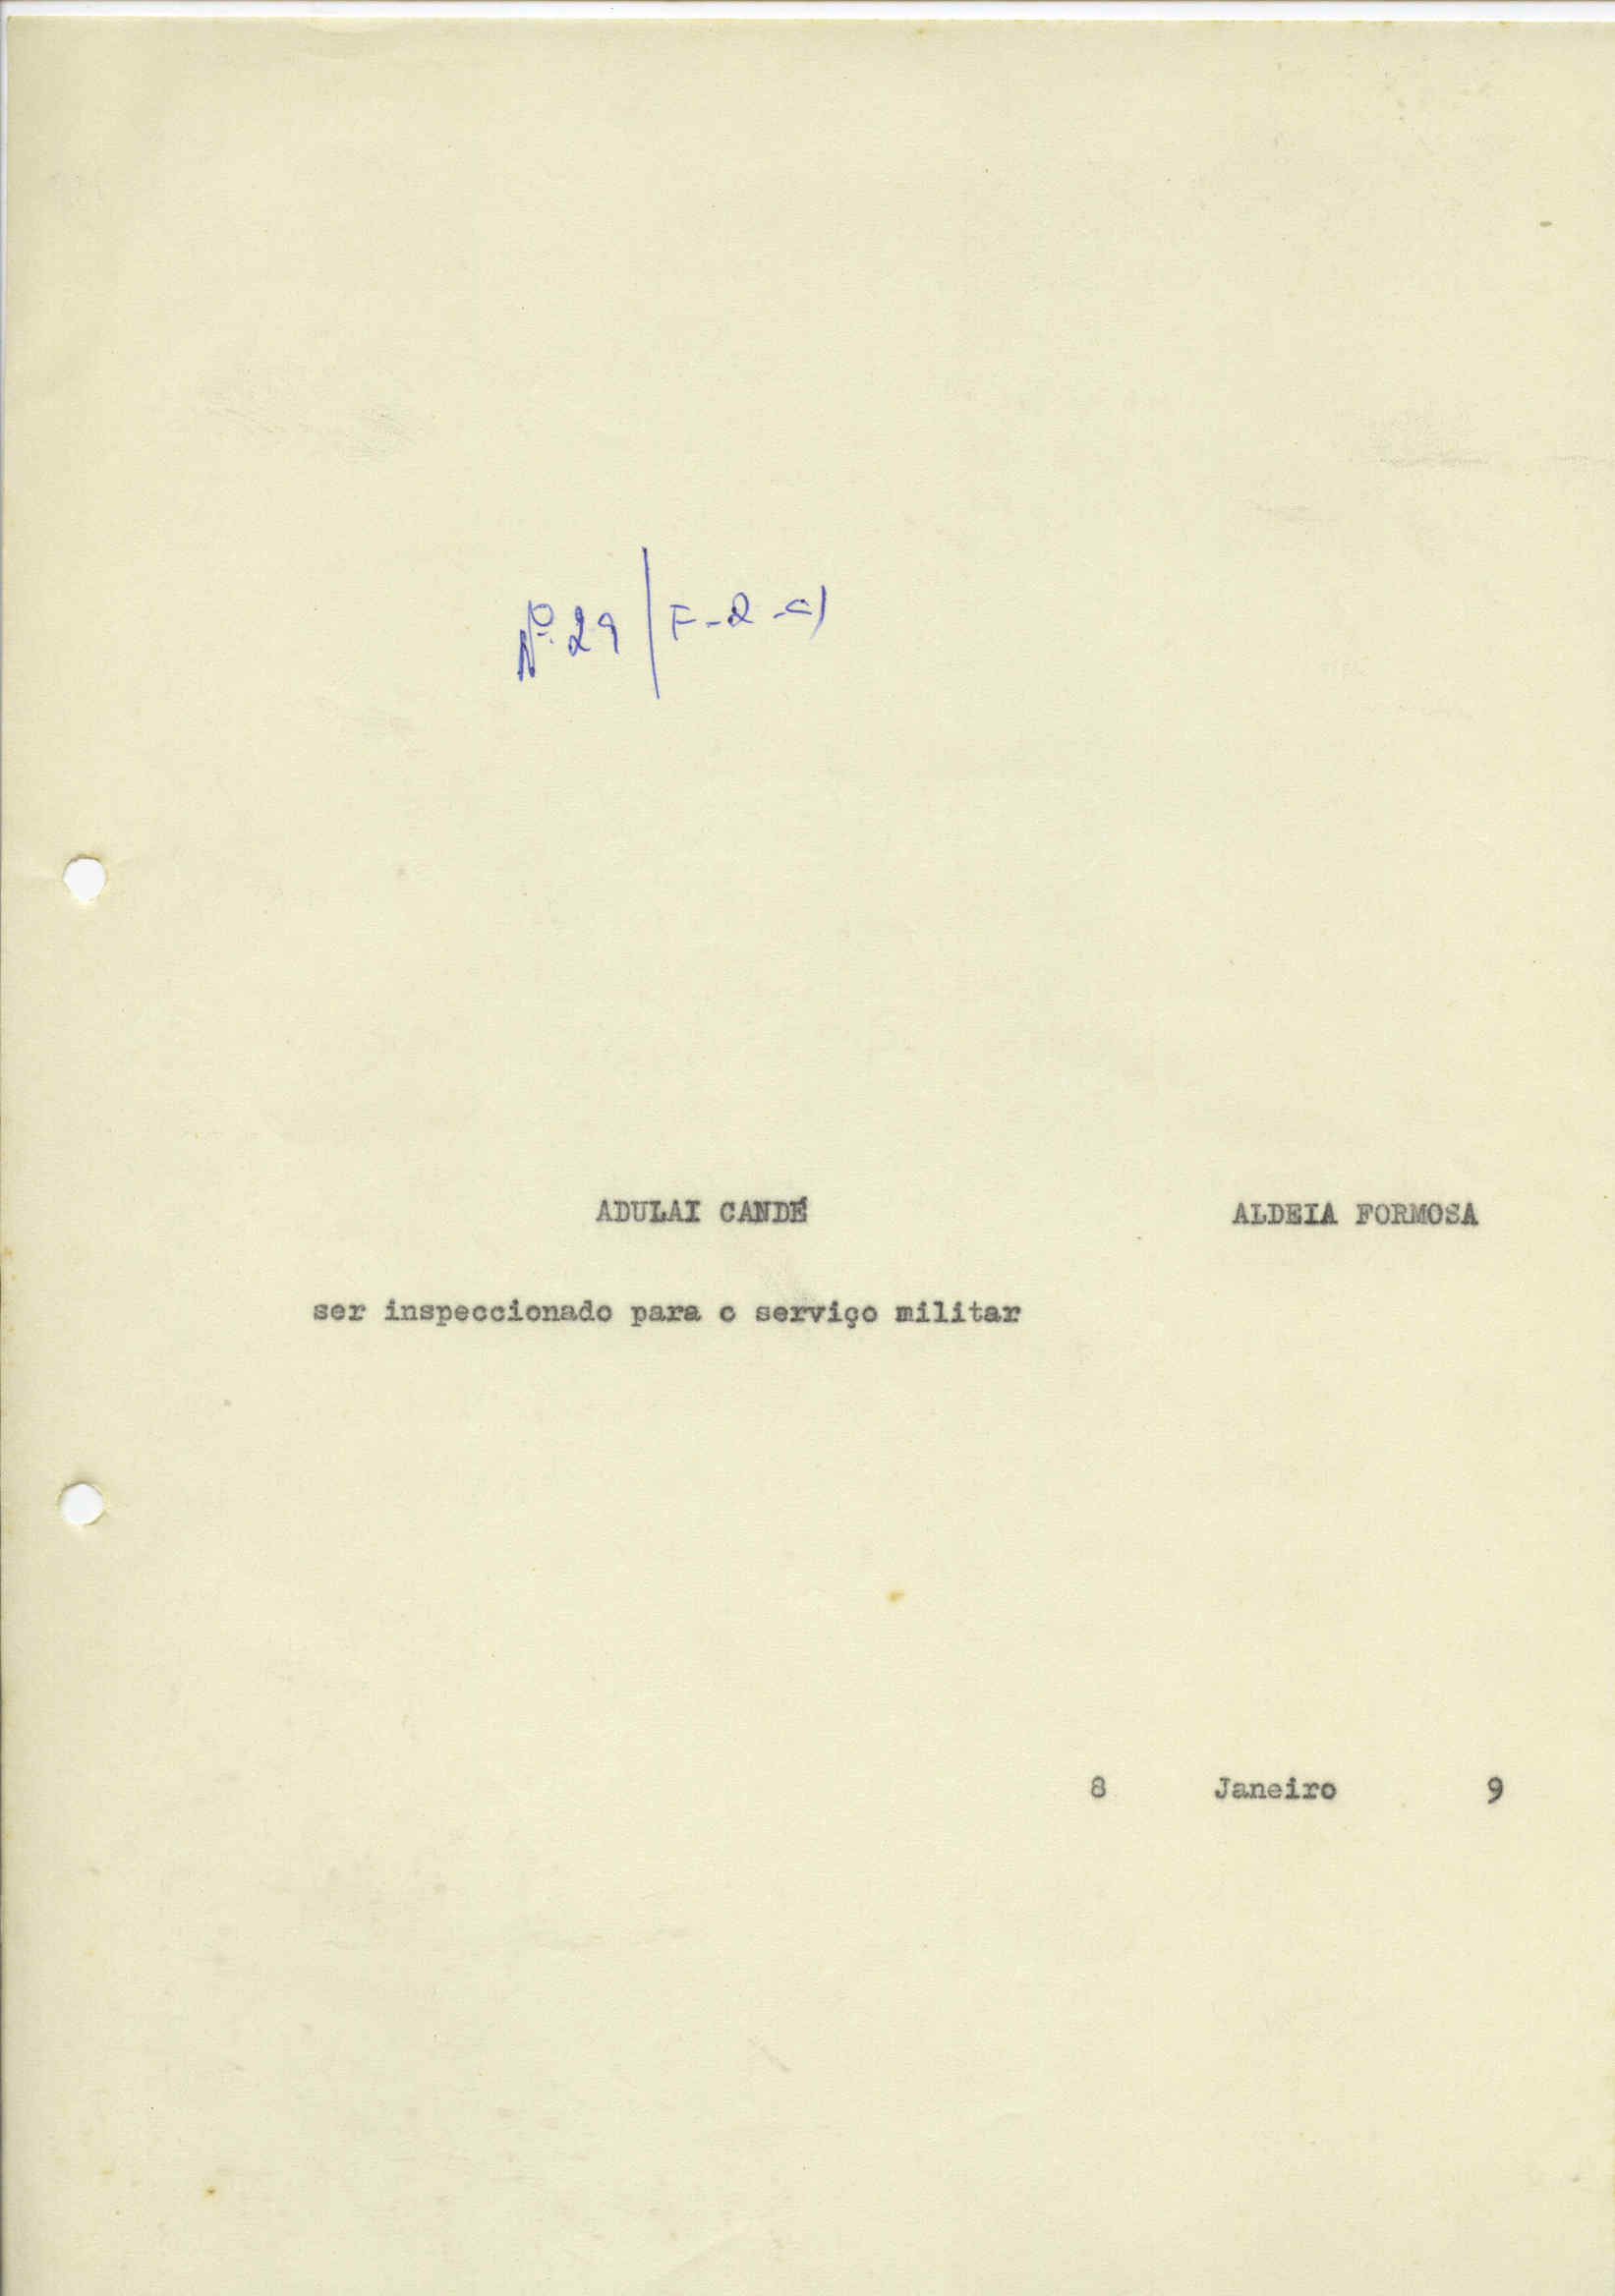 Nº 29 / F-2-c)
ADULAI CANDÉ ALDEIA FORMOSA
ser inspeccionado para o serviço militar
8 Janeiro 9